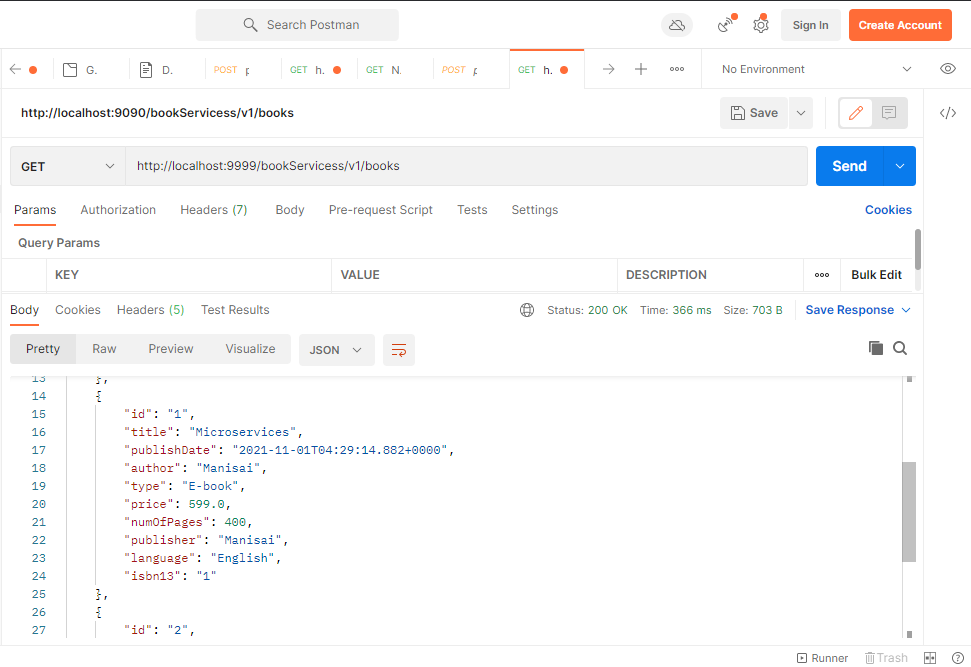 Search Postman
Sign In
Create Account
G.
D.
POST
GET h.
GET N.
POST
GET h.
No Environment
http://localhost:9090/bookServicess/v1/books
Save
GET
http://localhost:9999/bookServicess/v1/books
Send
Params Authorization Headers (7) Body Pre-request Script Tests Settings Cookies
Query Params
KEY VALUE DESCRIPTION Bulk Edit
Body Cookies Headers (5) Test Results Status: 200 OK Time: 366 ms Size: 703 B Save Response
Pretty Raw Preview Visualize JSON
13 },
14 {
15 "id": "1",
16 "title": "Microservices",
17 "publishDate": "2021-11-01T04:29:14.882+0000",
18 "author": "Manisai",
19 "type": "E-book",
20 "price": 599.0,
21 "numOfPages": 400,
22 "publisher": "Manisai",
23 "language": "English",
24 "isbn13": "1"
25 },
26 {
27 "id": "2",
Runner Trash